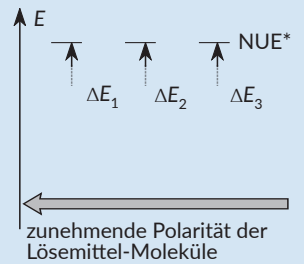 E
NUE*
ΔE₁ ΔE₂ ΔE₃
zunehmende Polarität der
Lösemittel-Moleküle